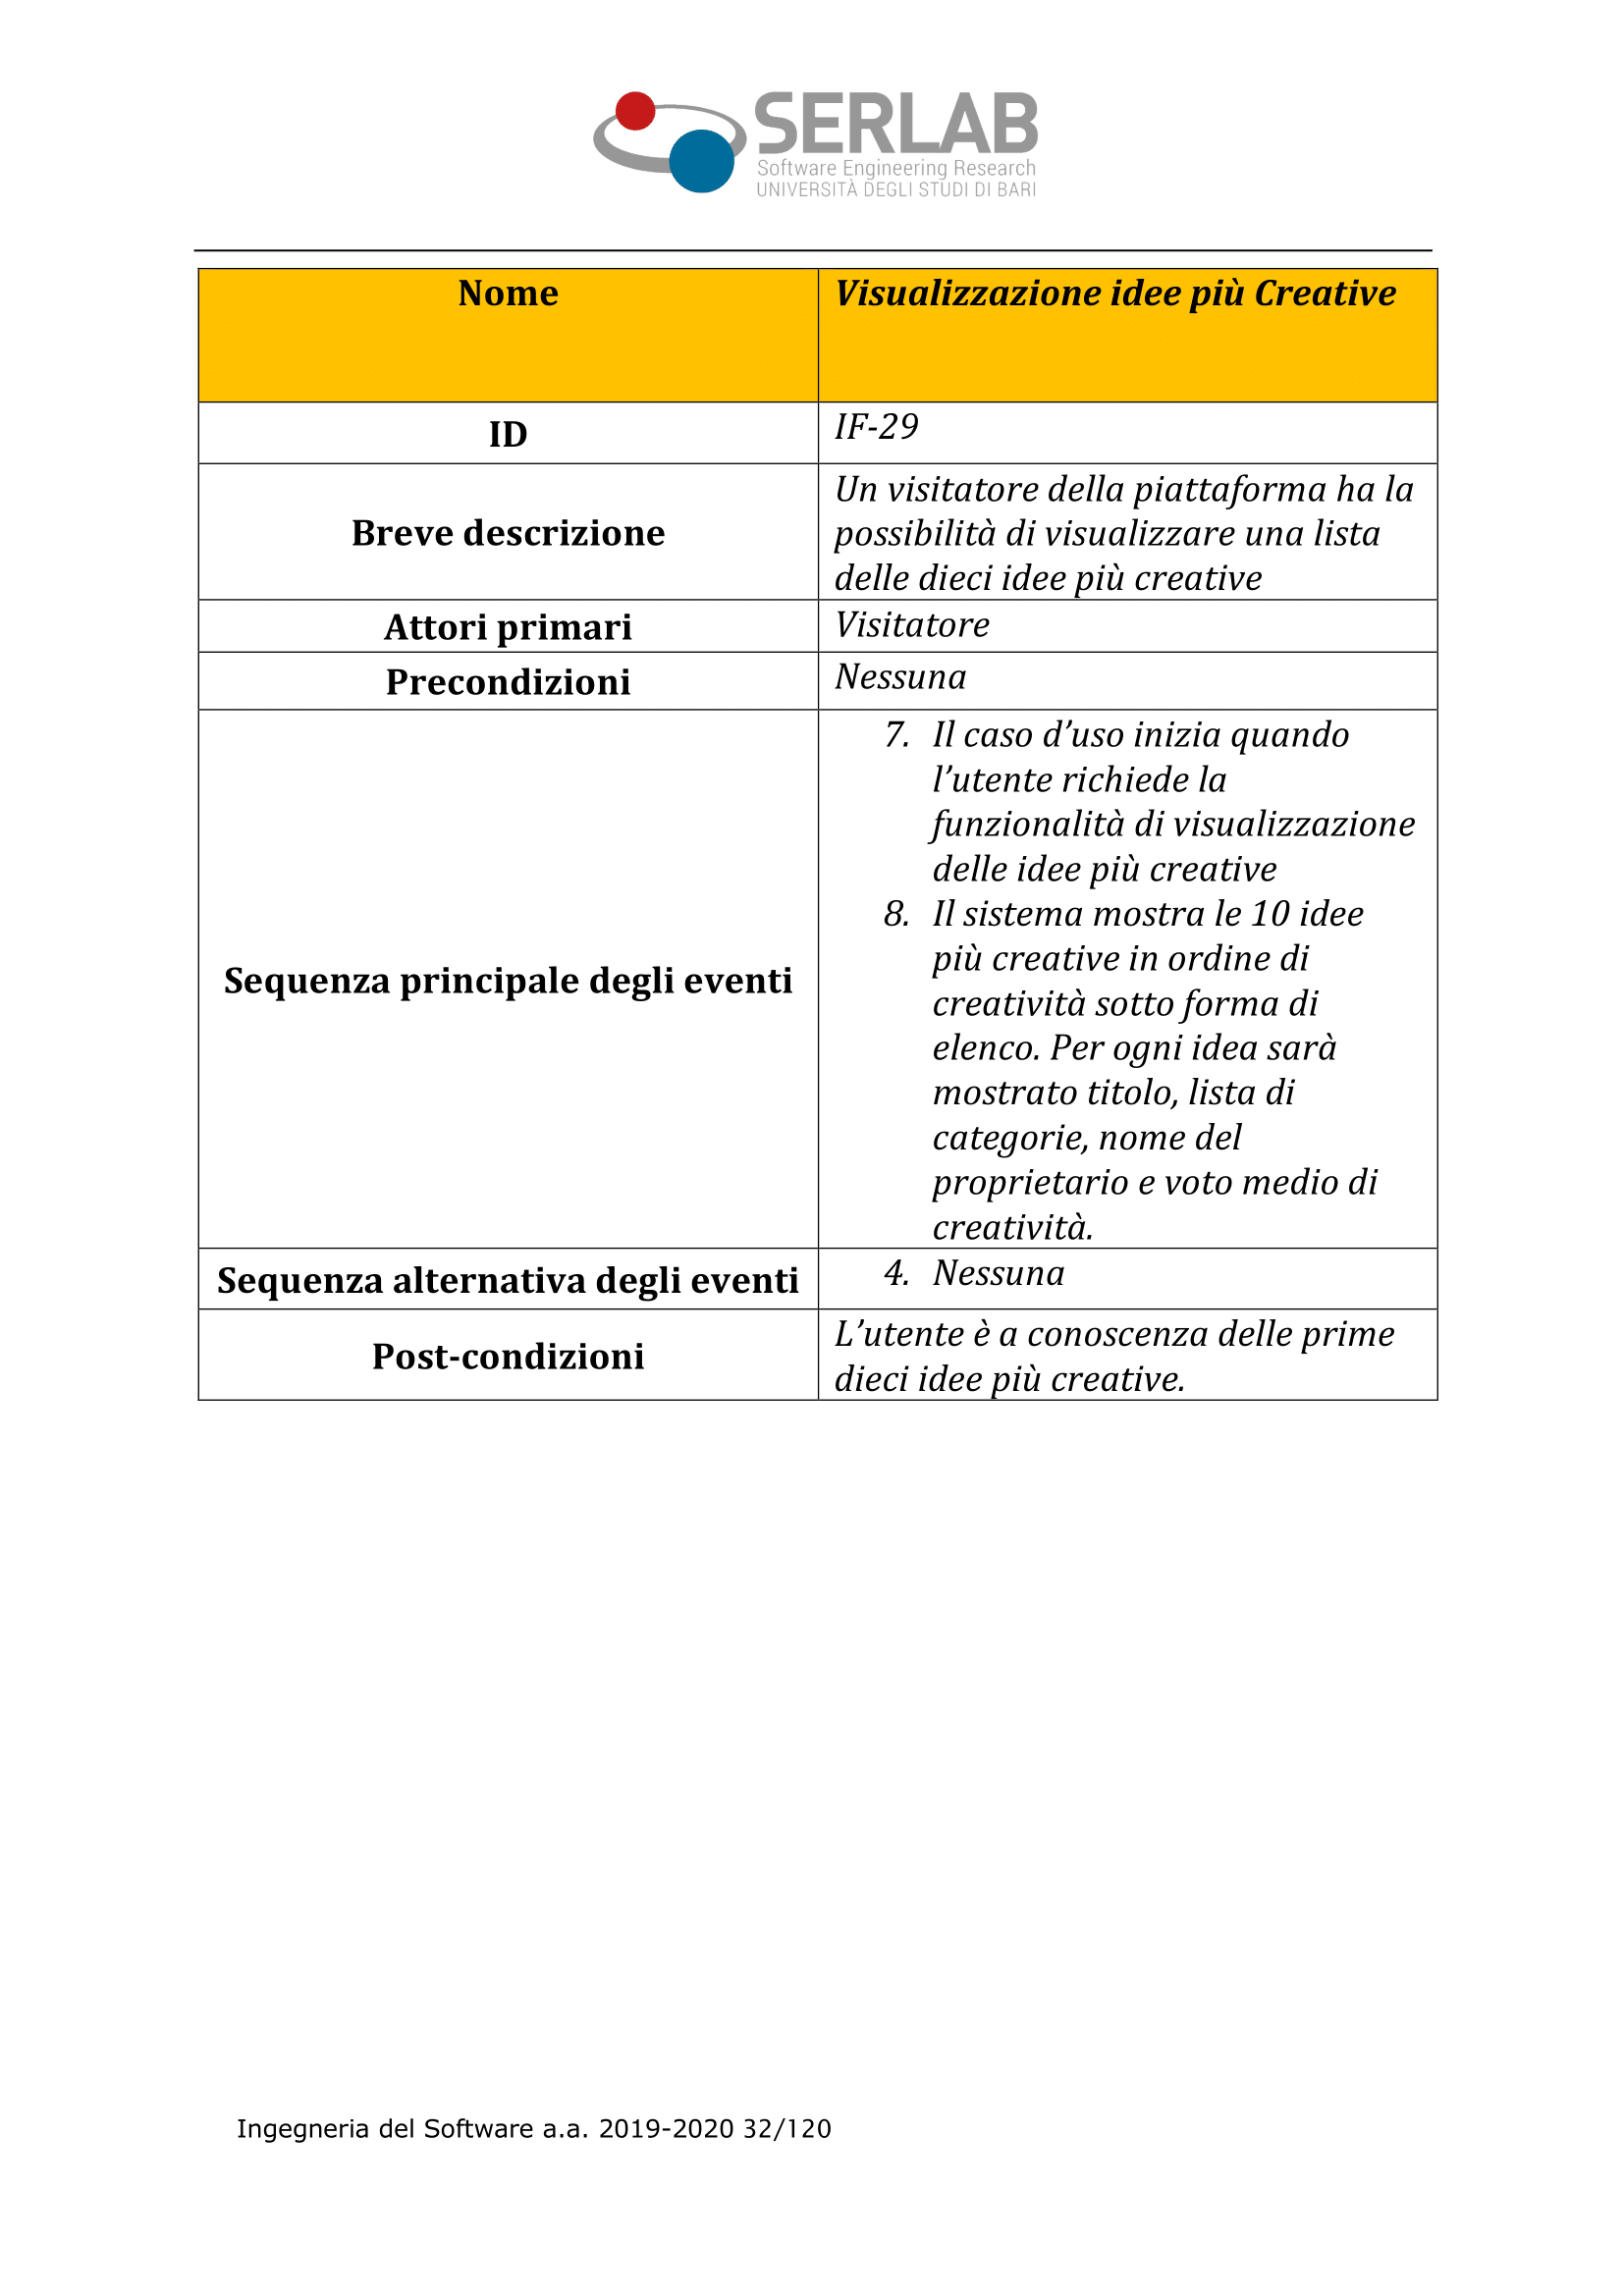 SERLAB
Software Engineering Research
UNIVERSITÀ DEGLI STUDI DI BARI
Nome
Visualizzazione idee più Creative
ID
IF-29
Breve descrizione
Un visitatore della piattaforma ha la
possibilità di visualizzare una lista
delle dieci idee più creative
Attori primari
Visitatore
Precondizioni
Nessuna
Sequenza principale degli eventi
7. Il caso d’uso inizia quando
l’utente richiede la
funzionalità di visualizzazione
delle idee più creative
8. Il sistema mostra le 10 idee
più creative in ordine di
creatività sotto forma di
elenco. Per ogni idea sarà
mostrato titolo, lista di
categorie, nome del
proprietario e voto medio di
creatività.
Sequenza alternativa degli eventi
4. Nessuna
Post-condizioni
L’utente è a conoscenza delle prime
dieci idee più creative.
Ingegneria del Software a.a. 2019-2020 32/120